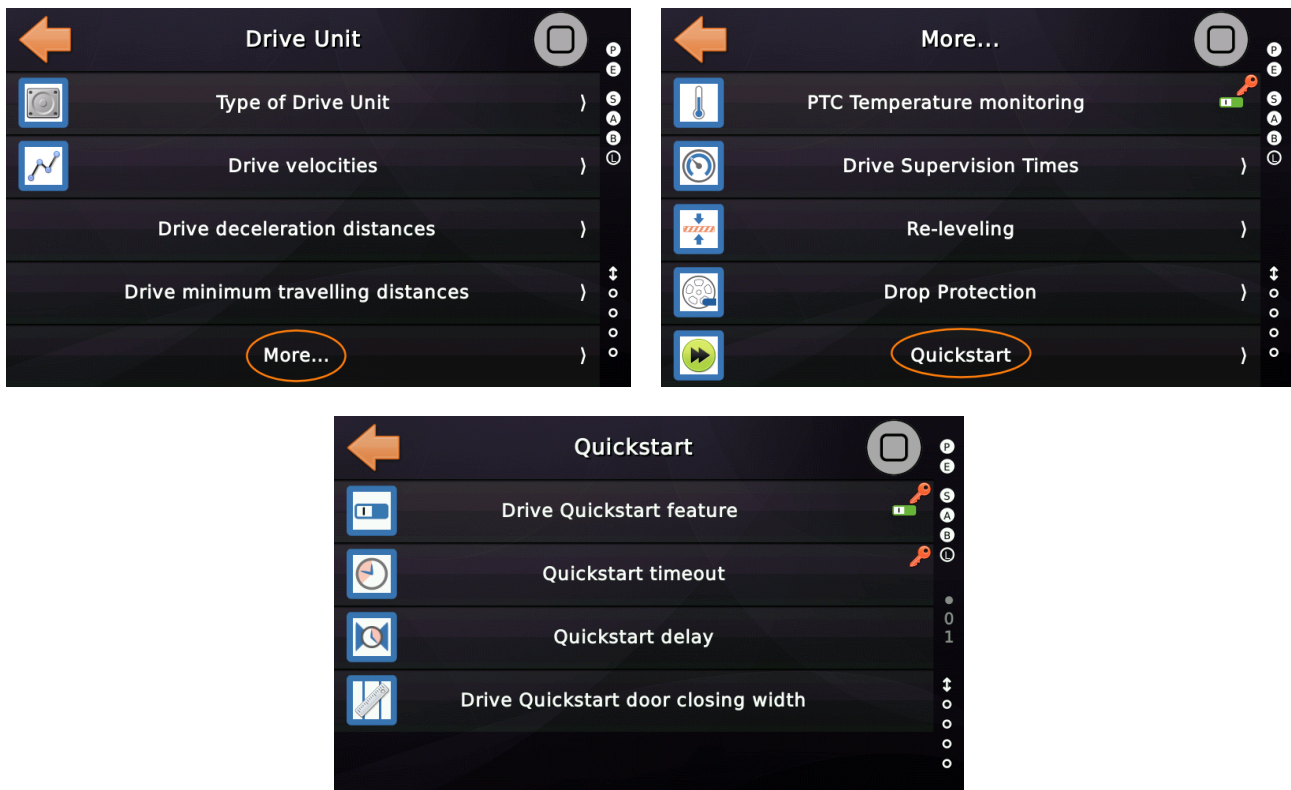 Drive Unit
P
E
Type of Drive Unit
S
A
Drive velocities
B
L
Drive deceleration distances
Drive minimum travelling distances
More...
More...
P
E
PTC Temperature monitoring
S
A
Drive Supervision Times
B
L
Re-leveling
Drop Protection
Quickstart
Quickstart
P
E
Drive Quickstart feature
S
A
B
L
Quickstart timeout
0
1
Quickstart delay
Drive Quickstart door closing width